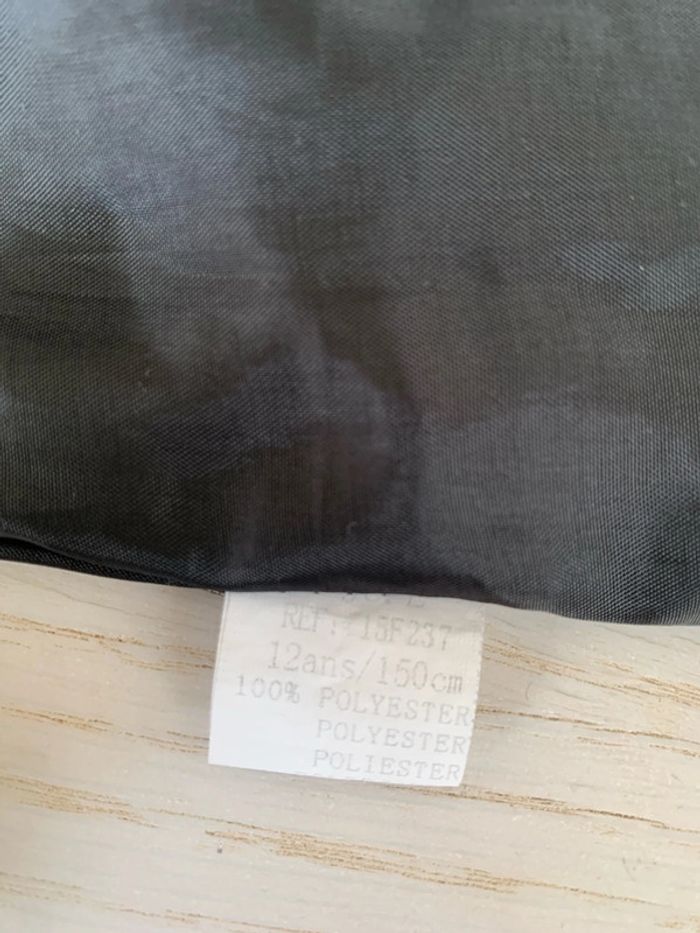 REF: 15F237
12ans/150cm
100% POLYESTER
POLYESTER
POLIESTER